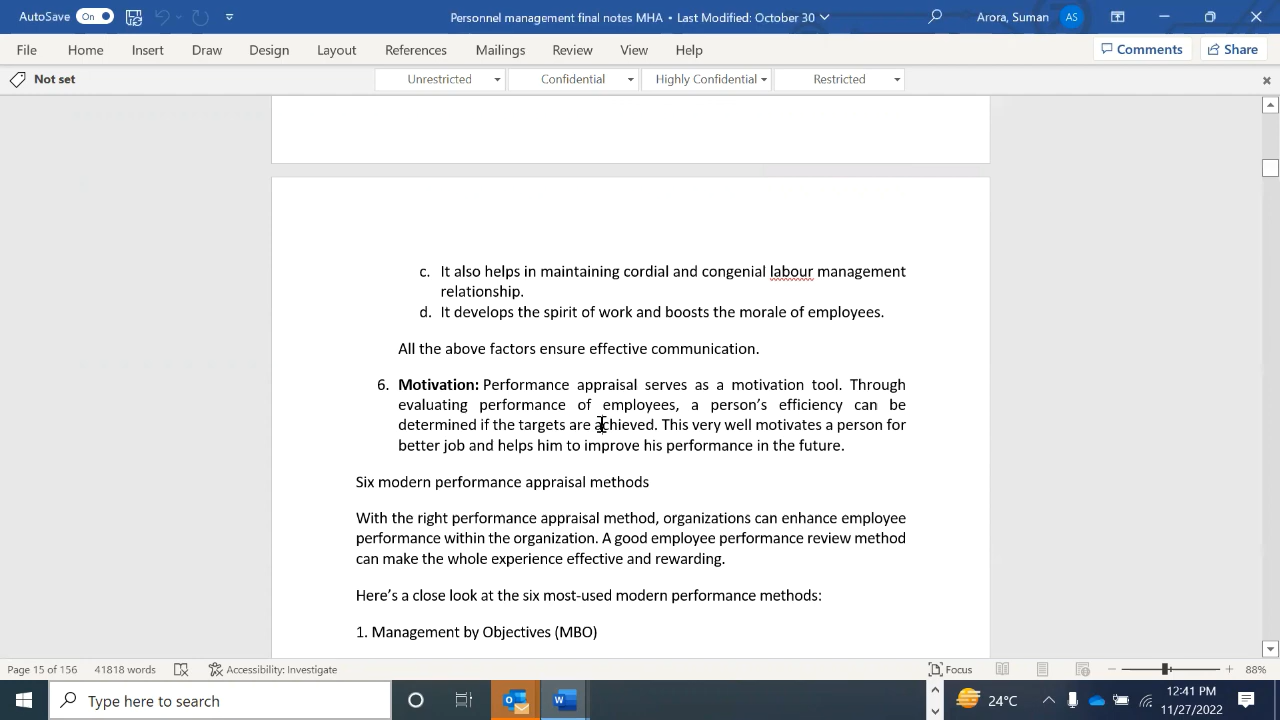 AutoSave On Personnel management final notes MHA • Last Modified: October 30 Arora, Suman AS
File Home Insert Draw Design Layout References Mailings Review View Help Comments Share
Not set Unrestricted Confidential Highly Confidential Restricted
c. It also helps in maintaining cordial and congenial labour management
relationship.
d. It develops the spirit of work and boosts the morale of employees.
All the above factors ensure effective communication.
6. Motivation: Performance appraisal serves as a motivation tool. Through
evaluating performance of employees, a person’s efficiency can be
determined if the targets are achieved. This very well motivates a person for
better job and helps him to improve his performance in the future.
Six modern performance appraisal methods
With the right performance appraisal method, organizations can enhance employee
performance within the organization. A good employee performance review method
can make the whole experience effective and rewarding.
Here’s a close look at the six most-used modern performance methods:
1. Management by Objectives (MBO)
Page 15 of 156 41818 words Accessibility: Investigate Focus 88%
Type here to search 24°C 12:41 PM
11/27/2022